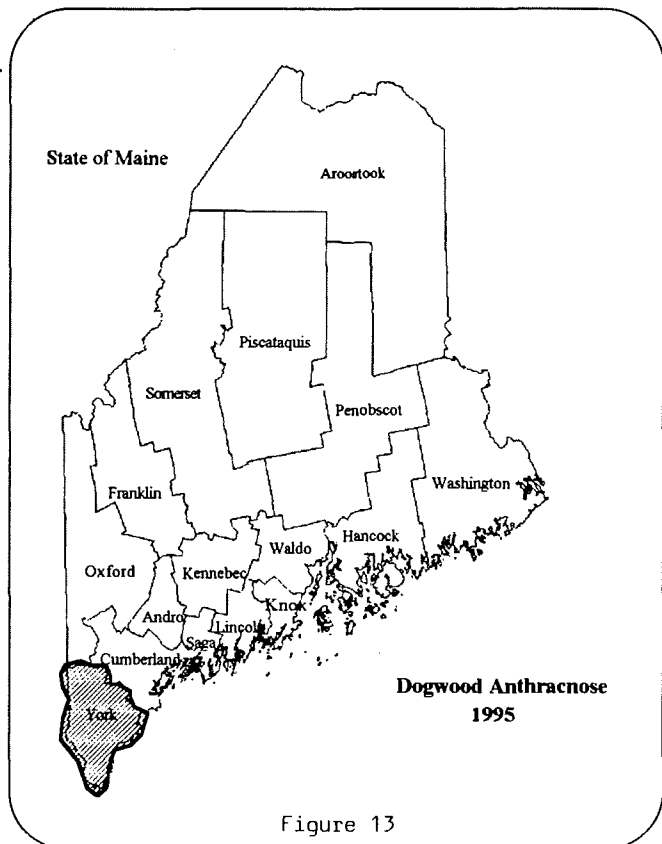 State of Maine
Aroortook
Piscataquis
Somerset
Penobscot
Washington
Franklin
Hancock
Waldo
Oxford
Kennebec
Knox
Andro
Lincoln
Saga
Cumberland
York
Dogwood Anthracnose
1995
Figure 13